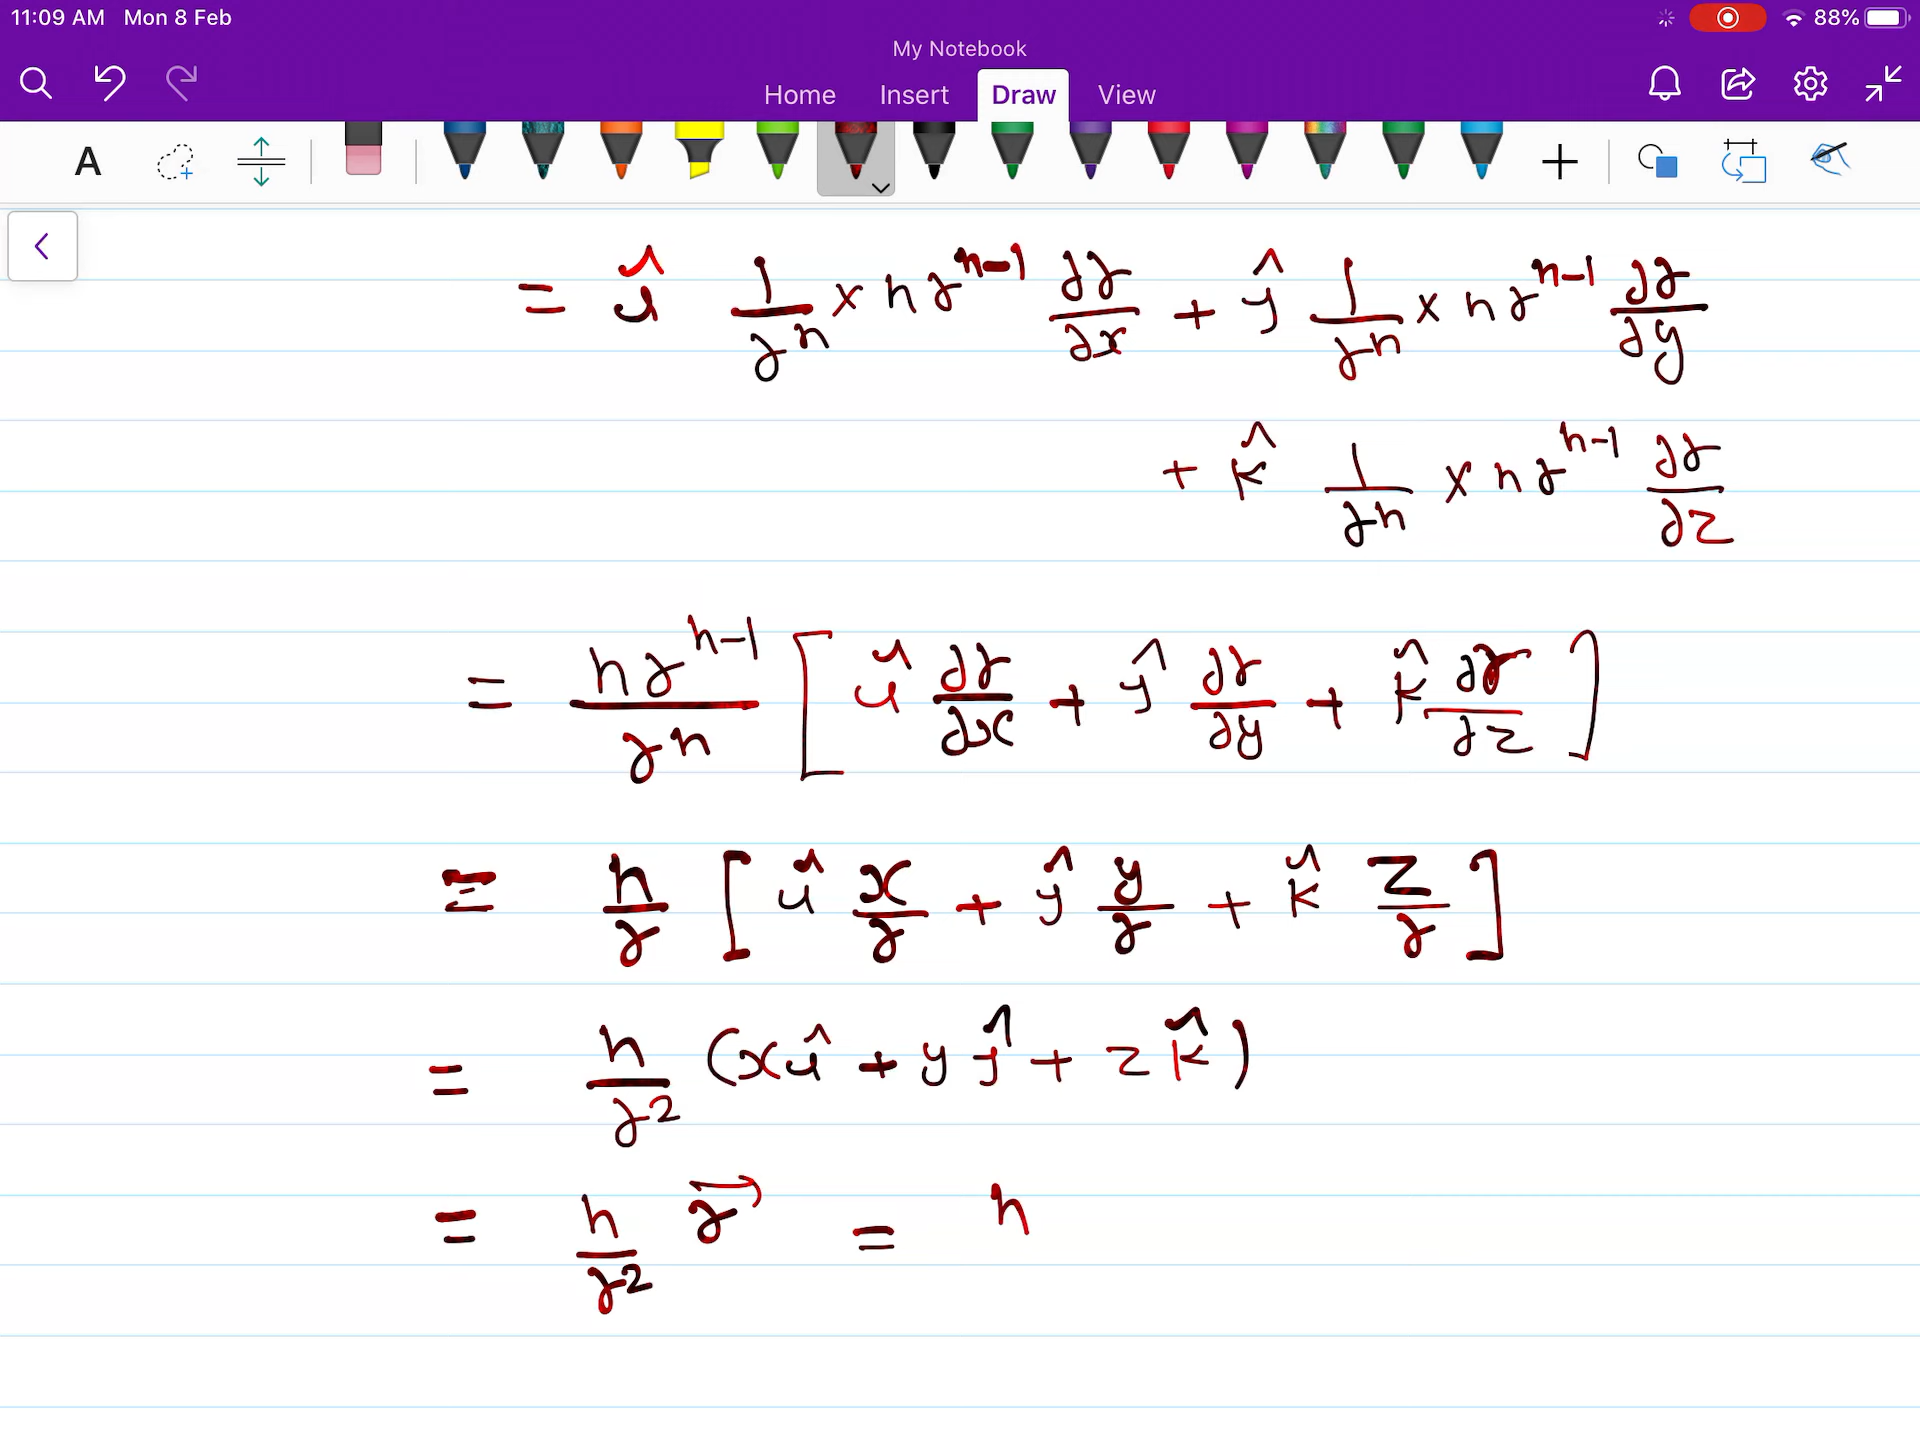 11:09 AM Mon 8 Feb 88%
My Notebook
Home Insert Draw View
A
= î 1/rⁿ × n rⁿ⁻¹ ∂r/∂x + ĵ 1/rⁿ × n rⁿ⁻¹ ∂r/∂y
+ k̂ 1/rⁿ × n rⁿ⁻¹ ∂r/∂z
= n rⁿ⁻¹/rⁿ [ î ∂r/∂x + ĵ ∂r/∂y + k̂ ∂r/∂z ]
= n/r [ î x/r + ĵ y/r + k̂ z/r ]
= n/r² (x î + y ĵ + z k̂)
= n/r² r⃗ = n